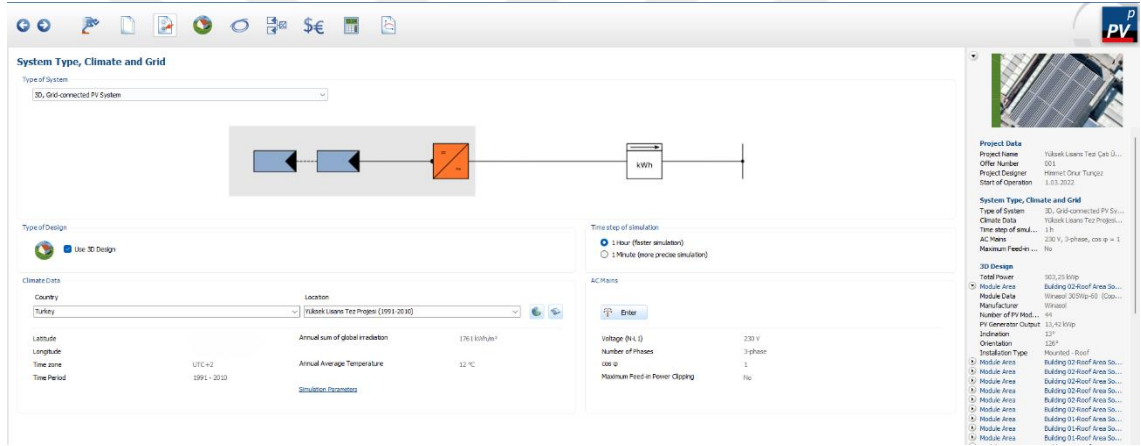 $€
p
PV
System Type, Climate and Grid
Type of System
3D, Grid-connected PV System
kWh
Type of Design
Use 3D Design
Time step of simulation
1 Hour (faster simulation)
1 Minute (more precise simulation)
Climate Data
Country
Location
Turkey
Yüksek Lisans Tez Projesi (1991-2010)
Latitude
Annual sum of global irradiation
1761 kWh/m²
Longitude
Time zone
UTC+2
Annual Average Temperature
12 °C
Time Period
1991 - 2010
Simulation Parameters
AC Mains
Enter
Voltage (N-L1)
230 V
Number of Phases
3-phase
cos φ
1
Maximum Feed-in Power Clipping
No
Project Data
Project Name Yüksek Lisans Tezi Çatı Ü...
Offer Number 001
Project Designer Himmet Onur Tunçez
Start of Operation 1.03.2022
System Type, Climate and Grid
Type of System 3D, Grid-connected PV Sy...
Climate Data Yüksek Lisans Tez Projesi...
Time step of simul... 1 h
AC Mains 230 V, 3-phase, cos φ = 1
Maximum Feed-in ... No
3D Design
Total Power 503,25 kWp
Module Area Building 02-Roof Area So...
Module Data Winasol 305Wp-60 (Cop...
Manufacturer Winasol
Number of PV Mod... 44
PV Generator Output 13,42 kWp
Inclination 13°
Orientation 126°
Installation Type Mounted - Roof
Module Area Building 02-Roof Area So...
Module Area Building 02-Roof Area So...
Module Area Building 02-Roof Area So...
Module Area Building 02-Roof Area So...
Module Area Building 02-Roof Area So...
Module Area Building 01-Roof Area So...
Module Area Building 01-Roof Area So...
Module Area Building 01-Roof Area So...